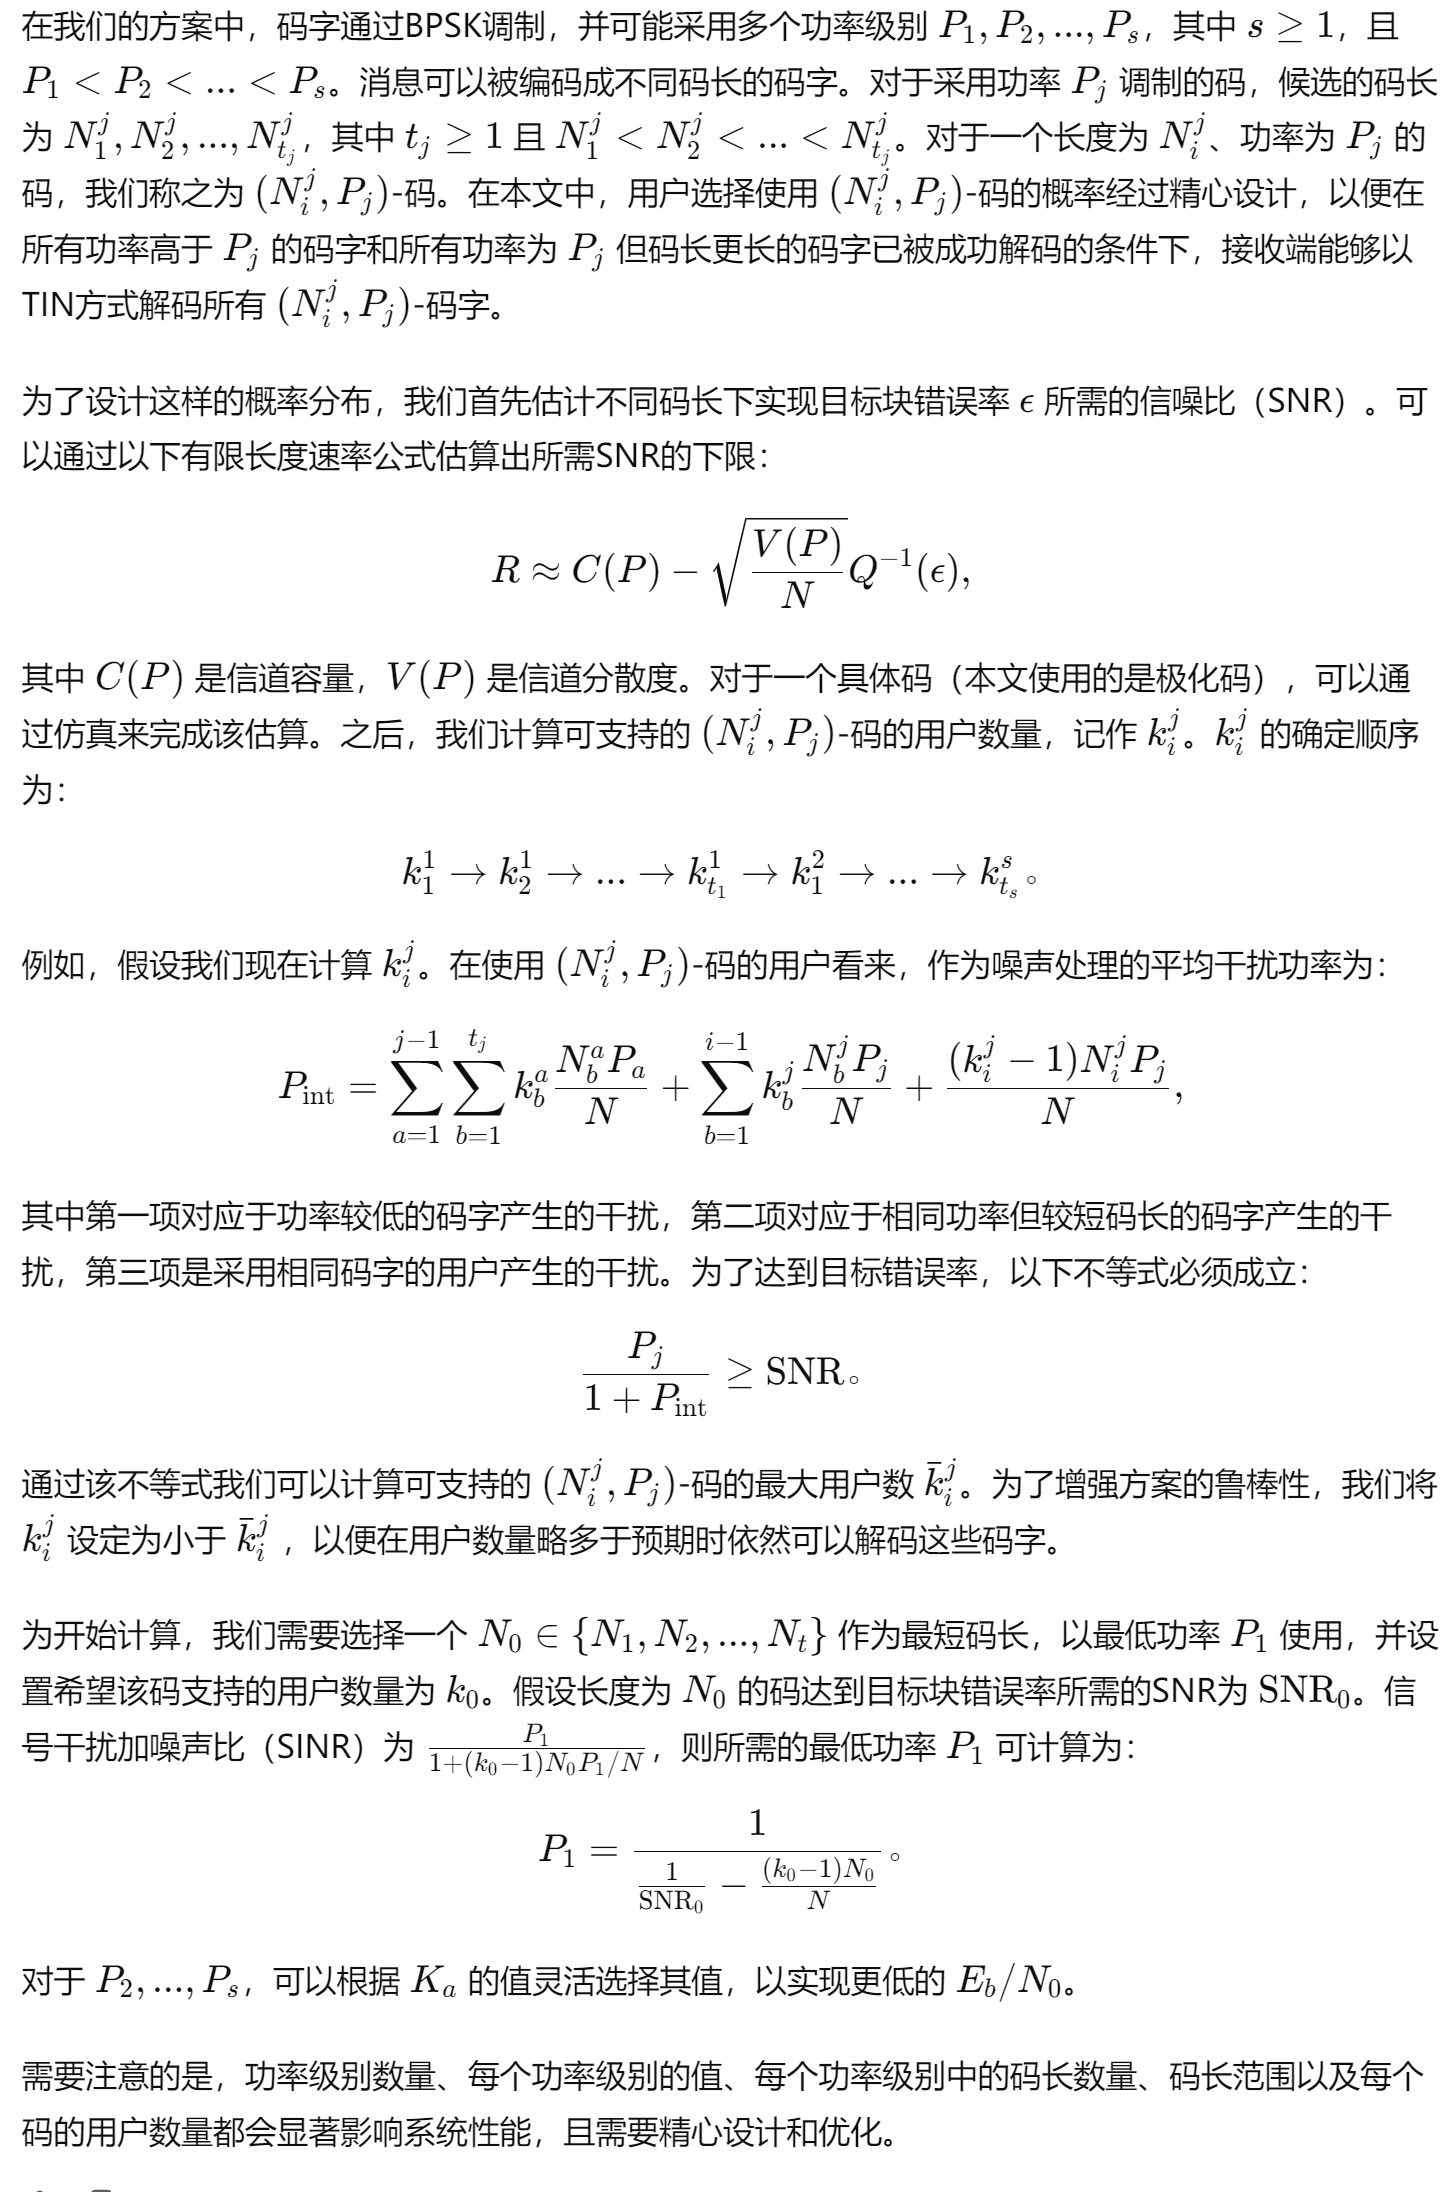 在我们的方案中，码字通过BPSK调制，并可能采用多个功率级别 $P_1, P_2, ..., P_s$，其中 $s \geq 1$，且
$P_1 < P_2 < ... < P_s$。消息可以被编码成不同码长的码字。对于采用功率 $P_j$ 调制的码，候选的码长
为 $N_1^j, N_2^j, ..., N_{t_j}^j$，其中 $t_j \geq 1$ 且 $N_1^j < N_2^j < ... < N_{t_j}^j$。对于一个长度为 $N_i^j$、功率为 $P_j$ 的
码，我们称之为 $(N_i^j, P_j)$-码。在本文中，用户选择使用 $(N_i^j, P_j)$-码的概率经过精心设计，以便在
所有功率高于 $P_j$ 的码字和所有功率为 $P_j$ 但码长更长的码字已被成功解码的条件下，接收端能够以
TIN方式解码所有 $(N_i^j, P_j)$-码字。
为了设计这样的概率分布，我们首先估计不同码长下实现目标块错误率 $\epsilon$ 所需的信噪比（SNR）。可
以通过以下有限长度速率公式估算出所需SNR的下限：
$R \approx C(P) - \sqrt{\frac{V(P)}{N}} Q^{-1}(\epsilon),$
其中 $C(P)$ 是信道容量，$V(P)$ 是信道分散度。对于一个具体码（本文使用的是极化码），可以通
过仿真来完成该估算。之后，我们计算可支持的 $(N_i^j, P_j)$-码的用户数量，记作 $k_i^j$。$k_i^j$ 的确定顺序
为：
$k_1^1 \to k_2^1 \to ... \to k_{t_1}^1 \to k_1^2 \to ... \to k_{t_s}^s$。
例如，假设我们现在计算 $k_i^j$。在使用 $(N_i^j, P_j)$-码的用户看来，作为噪声处理的平均干扰功率为：
$P_{\text{int}} = \sum_{a=1}^{j-1} \sum_{b=1}^{t_j} k_b^a \frac{N_b^a P_a}{N} + \sum_{b=1}^{i-1} k_b^j \frac{N_b^j P_j}{N} + \frac{(k_i^j - 1) N_i^j P_j}{N},$
其中第一项对应于功率较低的码字产生的干扰，第二项对应于相同功率但较短码长的码字产生的干
扰，第三项是采用相同码字的用户产生的干扰。为了达到目标错误率，以下不等式必须成立：
$\frac{P_j}{1 + P_{\text{int}}} \geq \text{SNR}$。
通过该不等式我们可以计算可支持的 $(N_i^j, P_j)$-码的最大用户数 $\bar{k}_i^j$。为了增强方案的鲁棒性，我们将
$k_i^j$ 设定为小于 $\bar{k}_i^j$ ，以便在用户数量略多于预期时依然可以解码这些码字。
为开始计算，我们需要选择一个 $N_0 \in \{N_1, N_2, ..., N_t\}$ 作为最短码长，以最低功率 $P_1$ 使用，并设
置希望该码支持的用户数量为 $k_0$。假设长度为 $N_0$ 的码达到目标块错误率所需的SNR为 $\text{SNR}_0$。信
号干扰加噪声比（SINR）为 $\frac{P_1}{1+(k_0-1)N_0P_1/N}$，则所需的最低功率 $P_1$ 可计算为：
$P_1 = \frac{1}{\frac{1}{\text{SNR}_0} - \frac{(k_0-1)N_0}{N}}$。
对于 $P_2, ..., P_s$，可以根据 $K_a$ 的值灵活选择其值，以实现更低的 $E_b/N_0$。
需要注意的是，功率级别数量、每个功率级别的值、每个功率级别中的码长数量、码长范围以及每个
码的用户数量都会显著影响系统性能，且需要精心设计和优化。